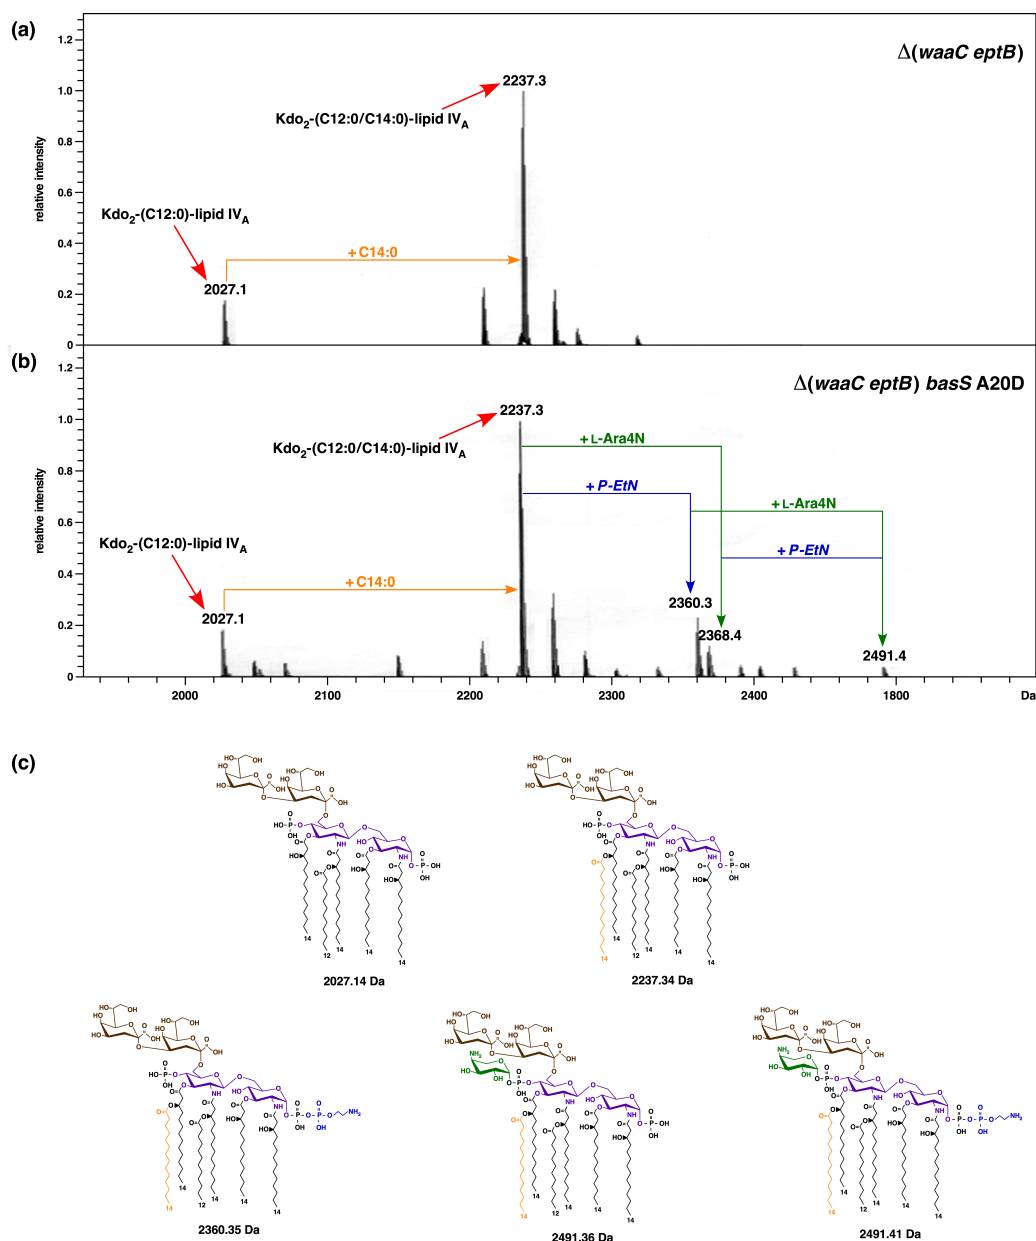 (a)
Δ(waaC eptB)
relative intensity
1.2
1.0
0.8
0.6
0.4
0.2
0
2237.3
Kdo2-(C12:0/C14:0)-lipid IVA
Kdo2-(C12:0)-lipid IVA
+ C14:0
2027.1
(b)
Δ(waaC eptB) basS A20D
relative intensity
1.2
1.0
0.8
0.6
0.4
0.2
0
2237.3
Kdo2-(C12:0/C14:0)-lipid IVA
+ L-Ara4N
+ P-EtN
+ L-Ara4N
+ P-EtN
Kdo2-(C12:0)-lipid IVA
+ C14:0
2027.1
2360.3
2368.4
2491.4
2000 2100 2200 2300 2400 1800 Da
(c)
2027.14 Da
2237.34 Da
2360.35 Da
2491.36 Da
2491.41 Da